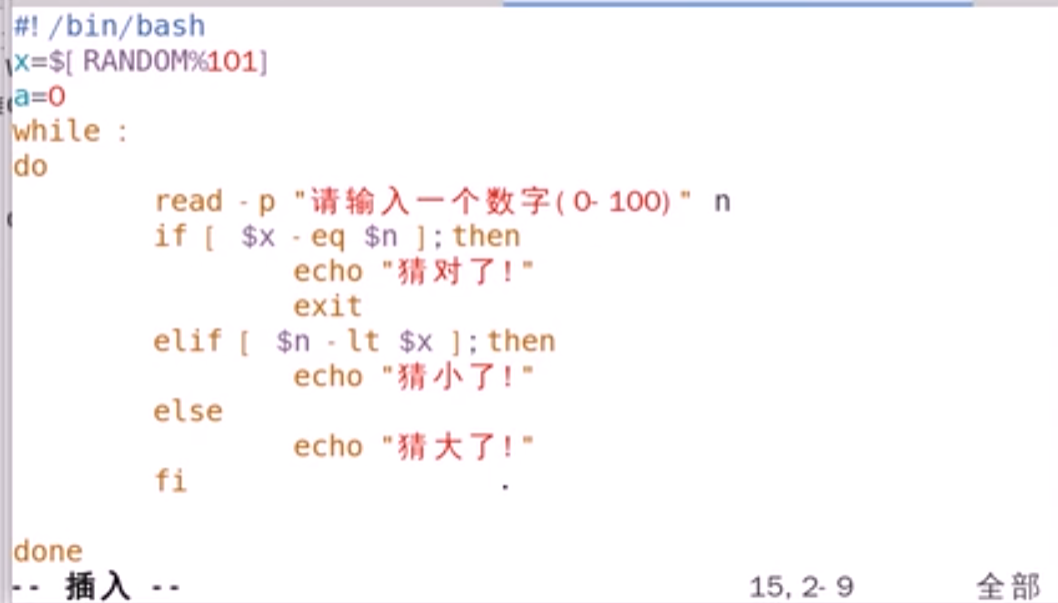 #!/bin/bash
x=$[RANDOM%101]
a=0
while :
do
        read -p "请输入一个数字(0-100)" n
        if [ $x -eq $n ];then
                echo "猜对了!"
                exit
        elif [ $n -lt $x ];then
                echo "猜小了!"
        else
                echo "猜大了!"
        fi
done
-- 插入 -- 15,2-9 全部